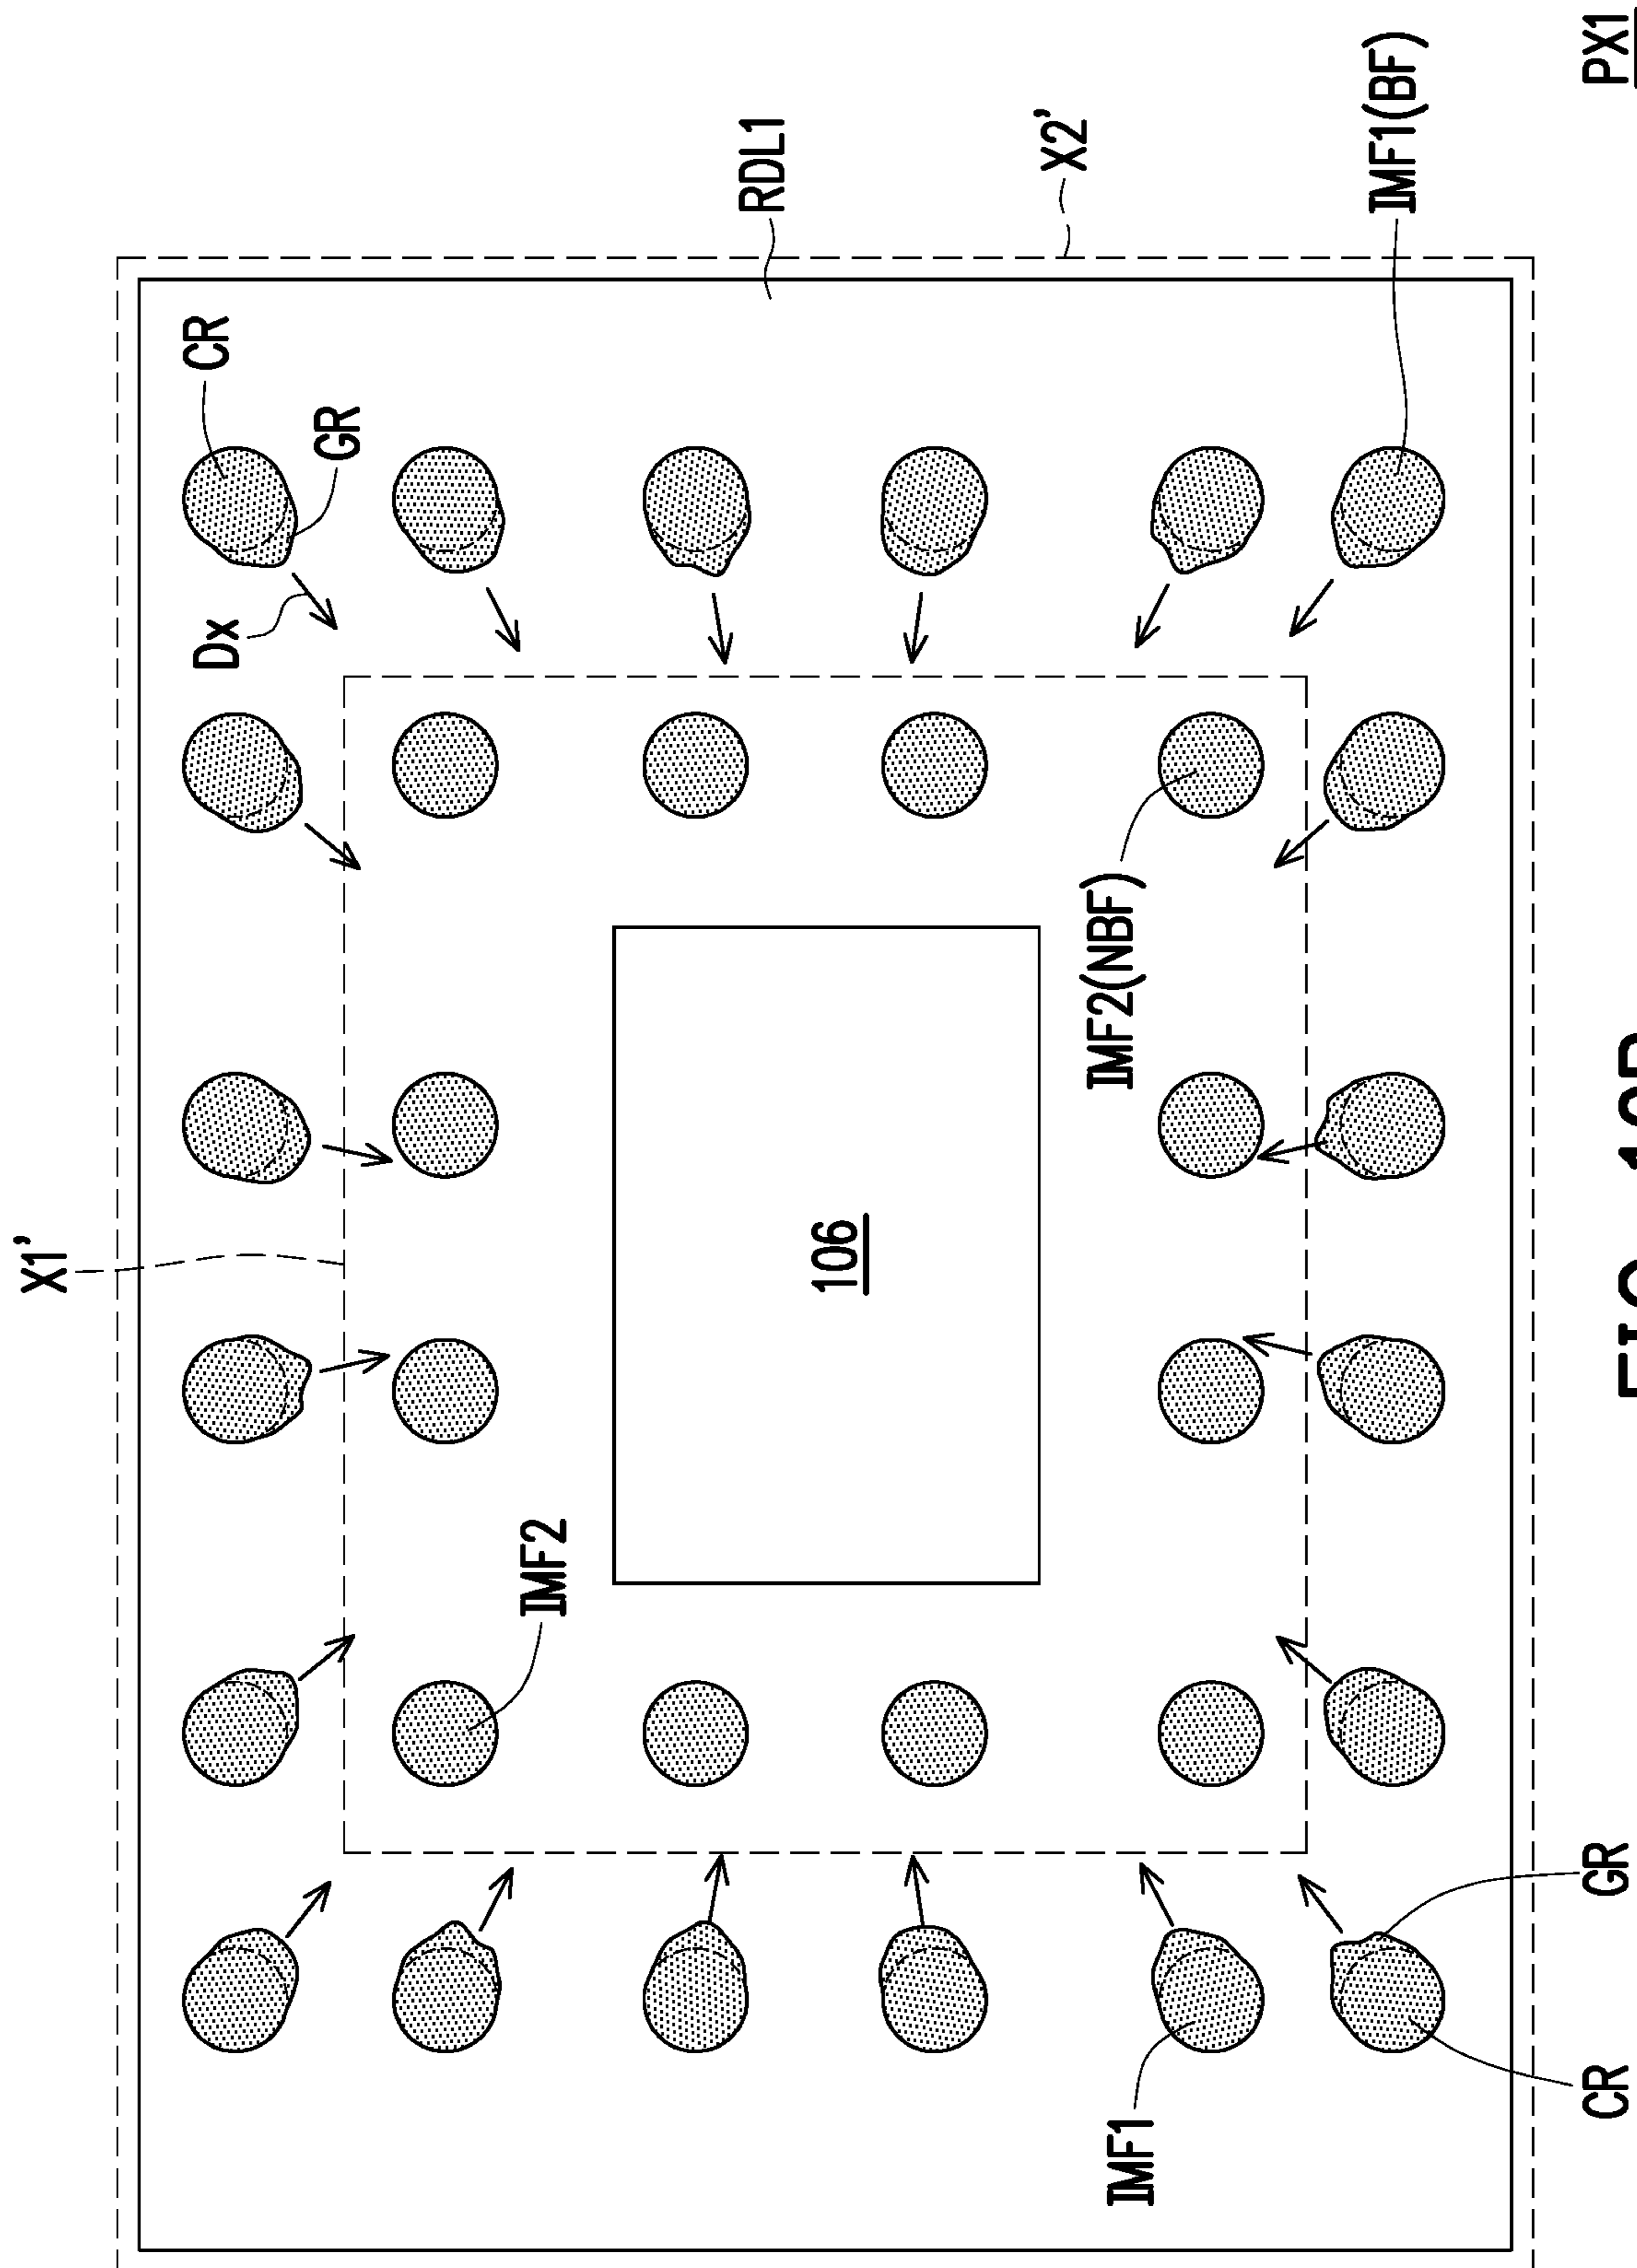 X1'
CR
Dx
GR
IMF2
RDL1
106
X2'
IMF1
IMF2(NBF)
IMF1(BF)
CR
GR
PX1